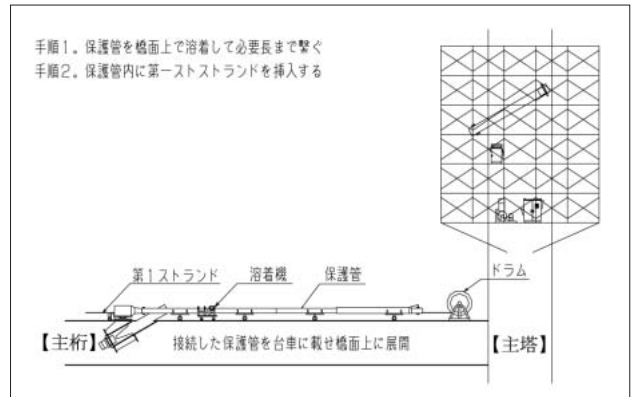 手順1。保護管を橋面上で溶着して必要長まで繋ぐ
手順2。保護管内に第一ストストランドを挿入する
第1ストランド
溶着機
保護管
ドラム
【主桁】
接続した保護管を台車に載せ橋面上に展開
【主塔】